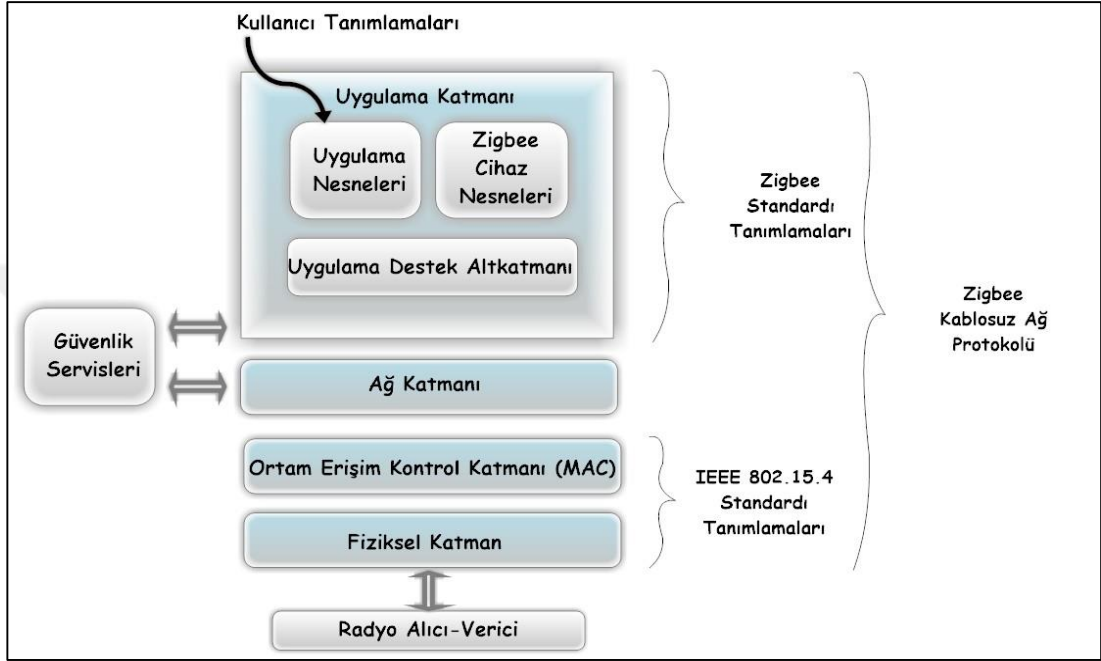 Kullanıcı Tanımlamaları
Uygulama Katmanı
Uygulama
Nesneleri
Zigbee
Cihaz
Nesneleri
Uygulama Destek Altkatmanı
Zigbee
Standardı
Tanımlamaları
Zigbee
Kablosuz Ağ
Protokolü
Güvenlik
Servisleri
Ağ Katmanı
Ortam Erişim Kontrol Katmanı (MAC)
IEEE 802.15.4
Standardı
Tanımlamaları
Fiziksel Katman
Radyo Alıcı-Verici